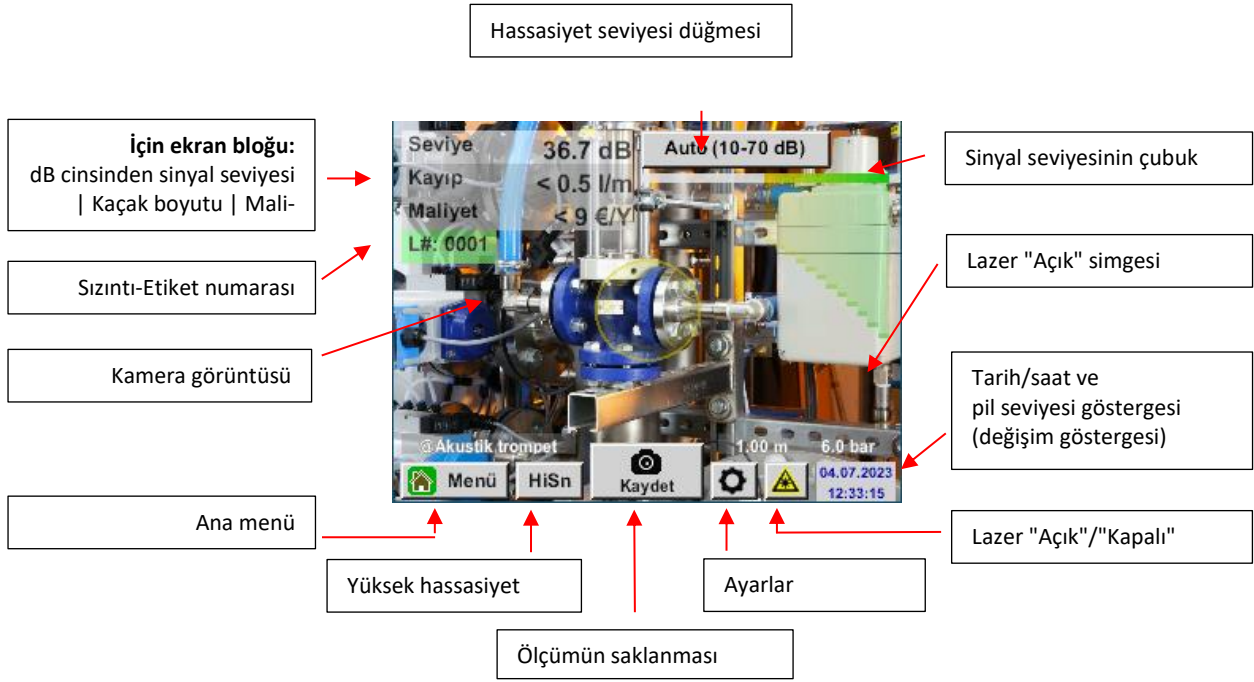 Hassasiyet seviyesi düğmesi
İçin ekran bloğu:
dB cinsinden sinyal seviyesi
| Kaçak boyutu | Mali-
Sızıntı-Etiket numarası
Kamera görüntüsü
Ana menü
Seviye 36.7 dB
Kayıp < 0.5 l/m
Maliyet < 9 €/Y
L#: 0001
Auto (10-70 dB)
@Akustik trompet 1.00 m 6.0 bar
Menü
HiSn
Kaydet
04.07.2023
12:33:15
Sinyal seviyesinin çubuk
Lazer "Açık" simgesi
Tarih/saat ve
pil seviyesi göstergesi
(değişim göstergesi)
Lazer "Açık"/"Kapalı"
Yüksek hassasiyet
Ayarlar
Ölçümün saklanması